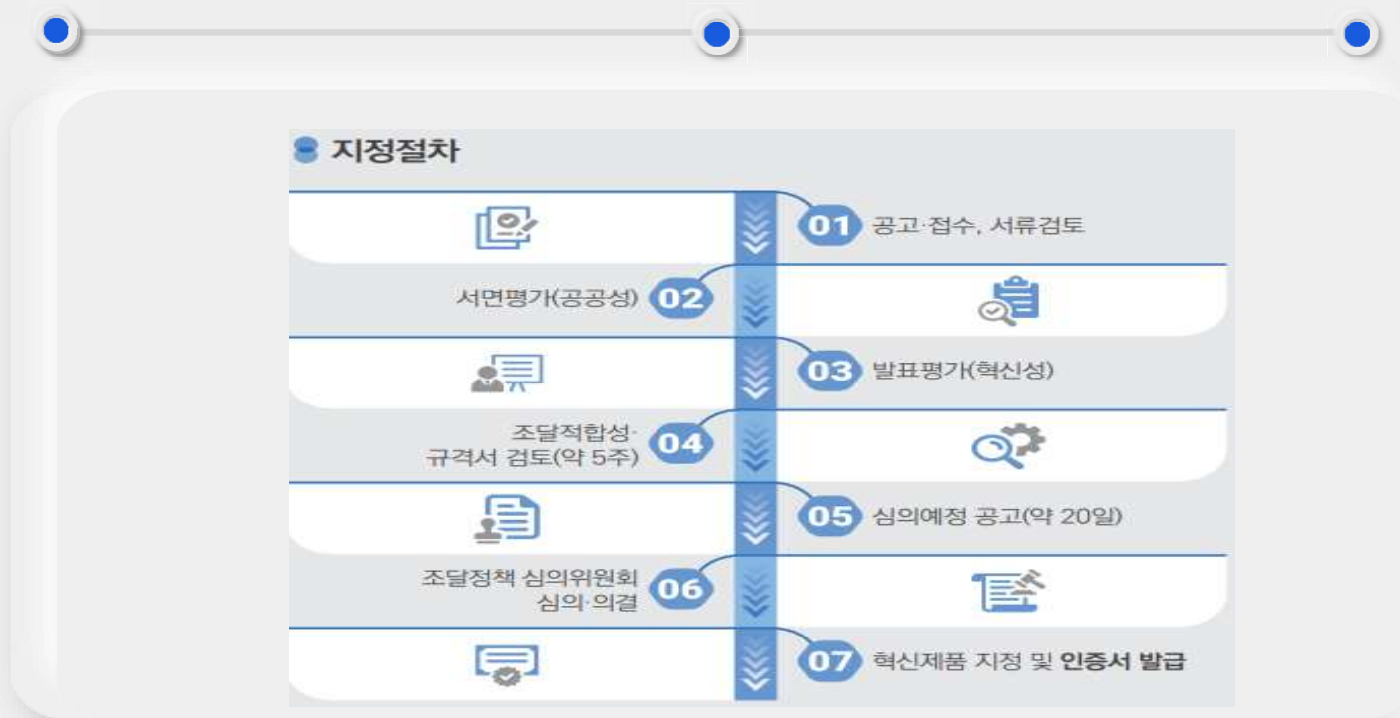 지정절차
01 공고·접수, 서류검토
서면평가(공공성) 02
03 발표평가(혁신성)
조달적합성·
규격서 검토(약 5주) 04
05 심의예정 공고(약 20일)
조달정책 심의위원회
심의·의결 06
07 혁신제품 지정 및 인증서 발급